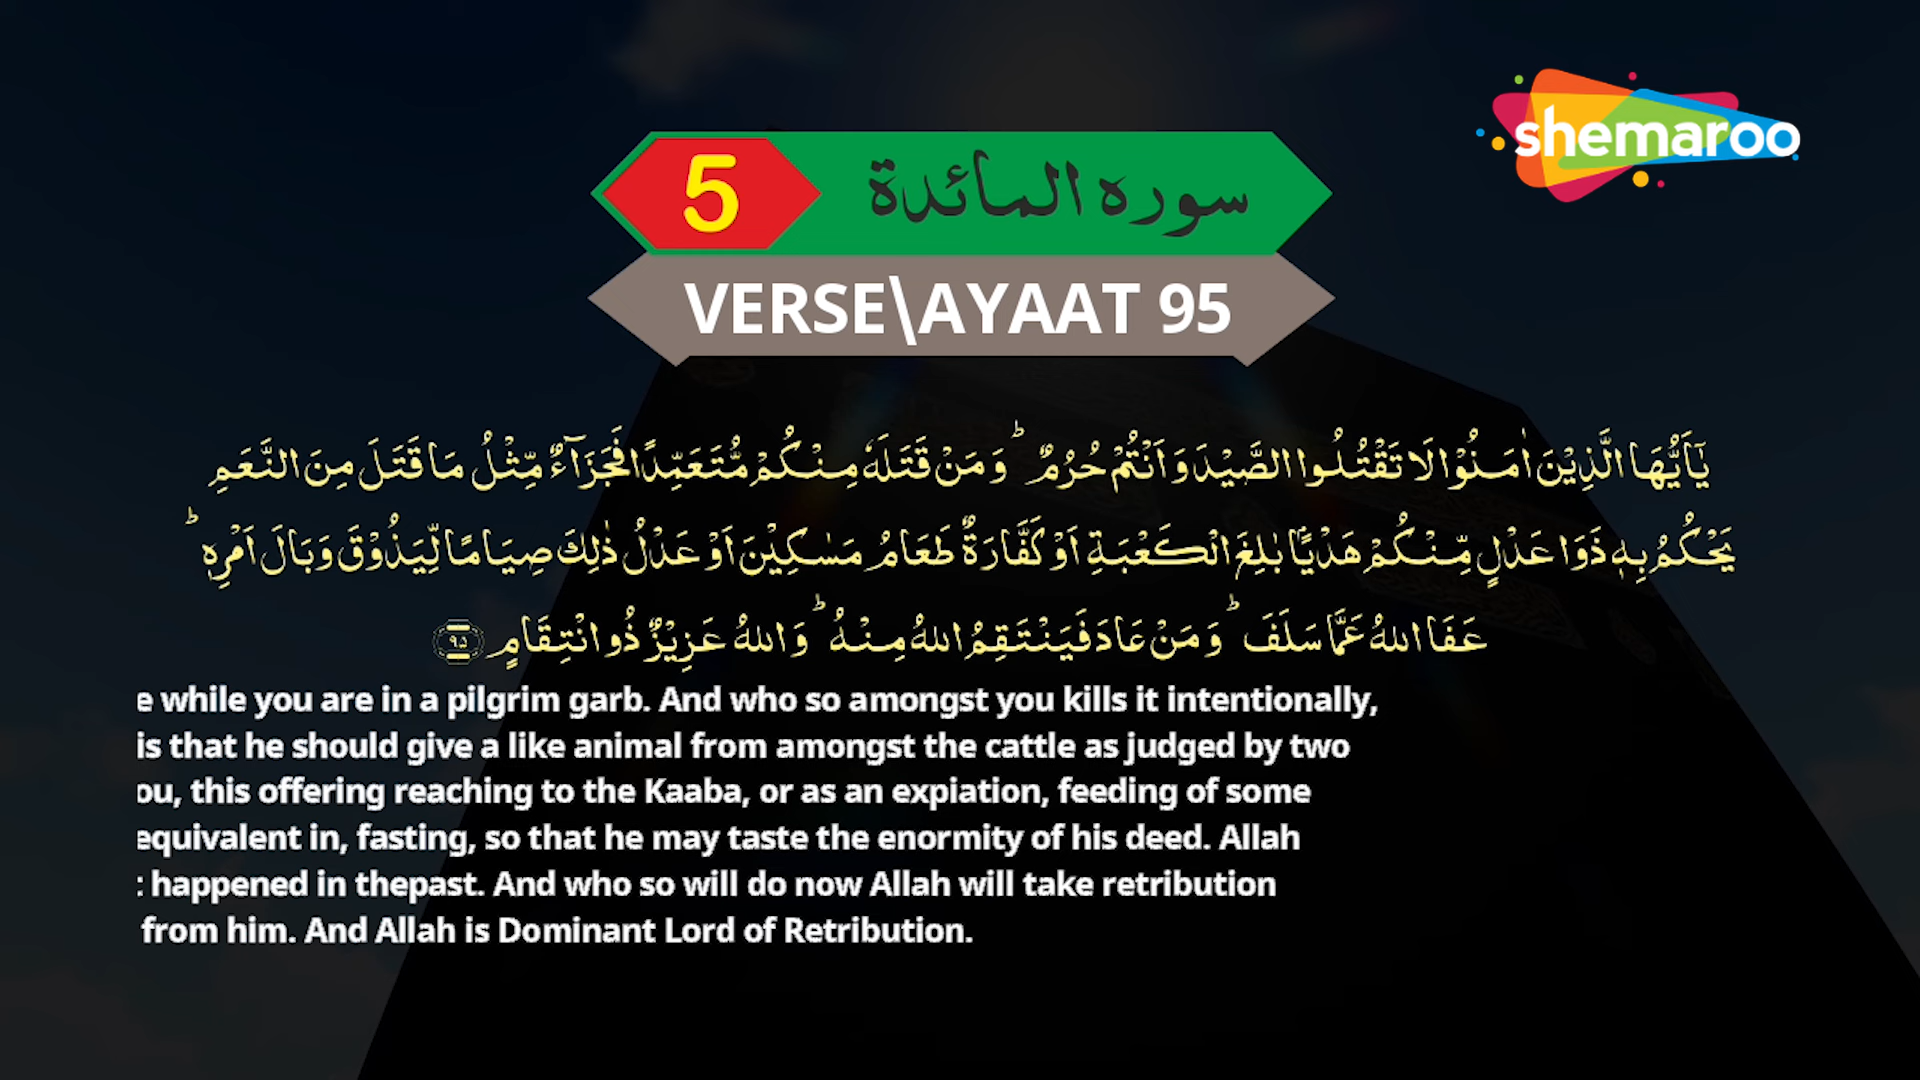 shemaroo
5 سوره المائدة
VERSE\AYAAT 95
يٰۤاَيُّهَا الَّذِيْنَ اٰمَنُوْا لَا تَقْتُلُوا الصَّيْدَ وَاَنْتُمْ حُرُمٌ ؕ وَمَنْ قَتَلَهٗ مِنْكُمْ مُّتَعَمِّدًا فَجَزَآءٌ مِّثْلُ مَا قَتَلَ مِنَ النَّعَمِ
يَحْكُمُ بِهٖ ذَوَا عَدْلٍ مِّنْكُمْ هَدْيًۢا بٰلِغَ الْكَعْبَةِ اَوْ كَفَّارَةٌ طَعَامُ مَسٰكِيْنَ اَوْ عَدْلُ ذٰلِكَ صِيَامًا لِّيَذُوْقَ وَبَالَ اَمْرِهٖ ؕ
عَفَا اللهُ عَمَّا سَلَفَ ؕ وَمَنْ عَادَ فَيَنْتَقِمُ اللهُ مِنْهُ ؕ وَاللهُ عَزِيْزٌ ذُو انْتِقَامٍ ۹۵
e while you are in a pilgrim garb. And who so amongst you kills it intentionally,
is that he should give a like animal from amongst the cattle as judged by two
ou, this offering reaching to the Kaaba, or as an expiation, feeding of some
equivalent in, fasting, so that he may taste the enormity of his deed. Allah
: happened in thepast. And who so will do now Allah will take retribution
from him. And Allah is Dominant Lord of Retribution.